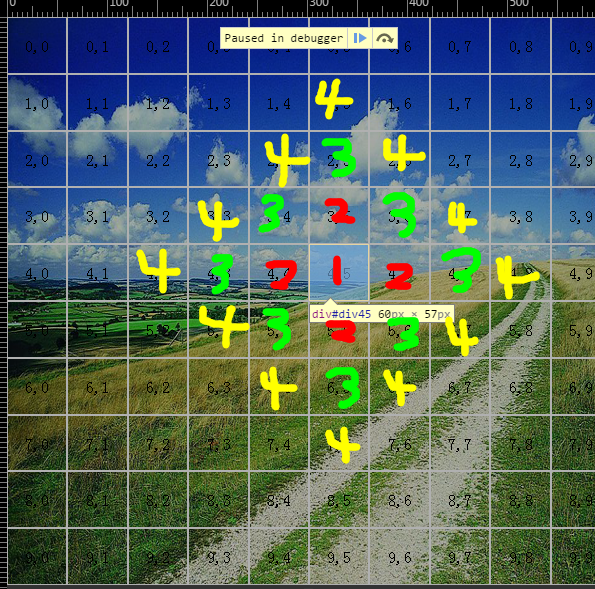 0 100 200 300 400 500
Paused in debugger
0,0 0,1 0,2 0,7 0,8 0,9
1,0 1,1 1,2 1,3 1,4 4 1,6 1,7 1,8 1,9
2,0 2,1 2,2 2,3 4 3 4 2,7 2,8 2,9
3,0 3,1 3,2 4 3 2 3 4 3,8 3,9
4,0 4,1 4 3 2 1 2 3 4 4,9
div#div45 60px × 57px
5,0 5,1 5,2 4 3 2 3 4 5,8 5,9
6,0 6,1 6,2 6,3 4 3 4 6,7 6,8 6,9
7,0 7,1 7,2 7,3 7,4 4 7,6 7,7 7,8 7,9
8,0 8,1 8,2 8,3 8,4 8,5 8,6 8,7 8,8 8,9
9,0 9,1 9,2 9,3 9,4 9,5 9,6 9,7 9,8 9,9